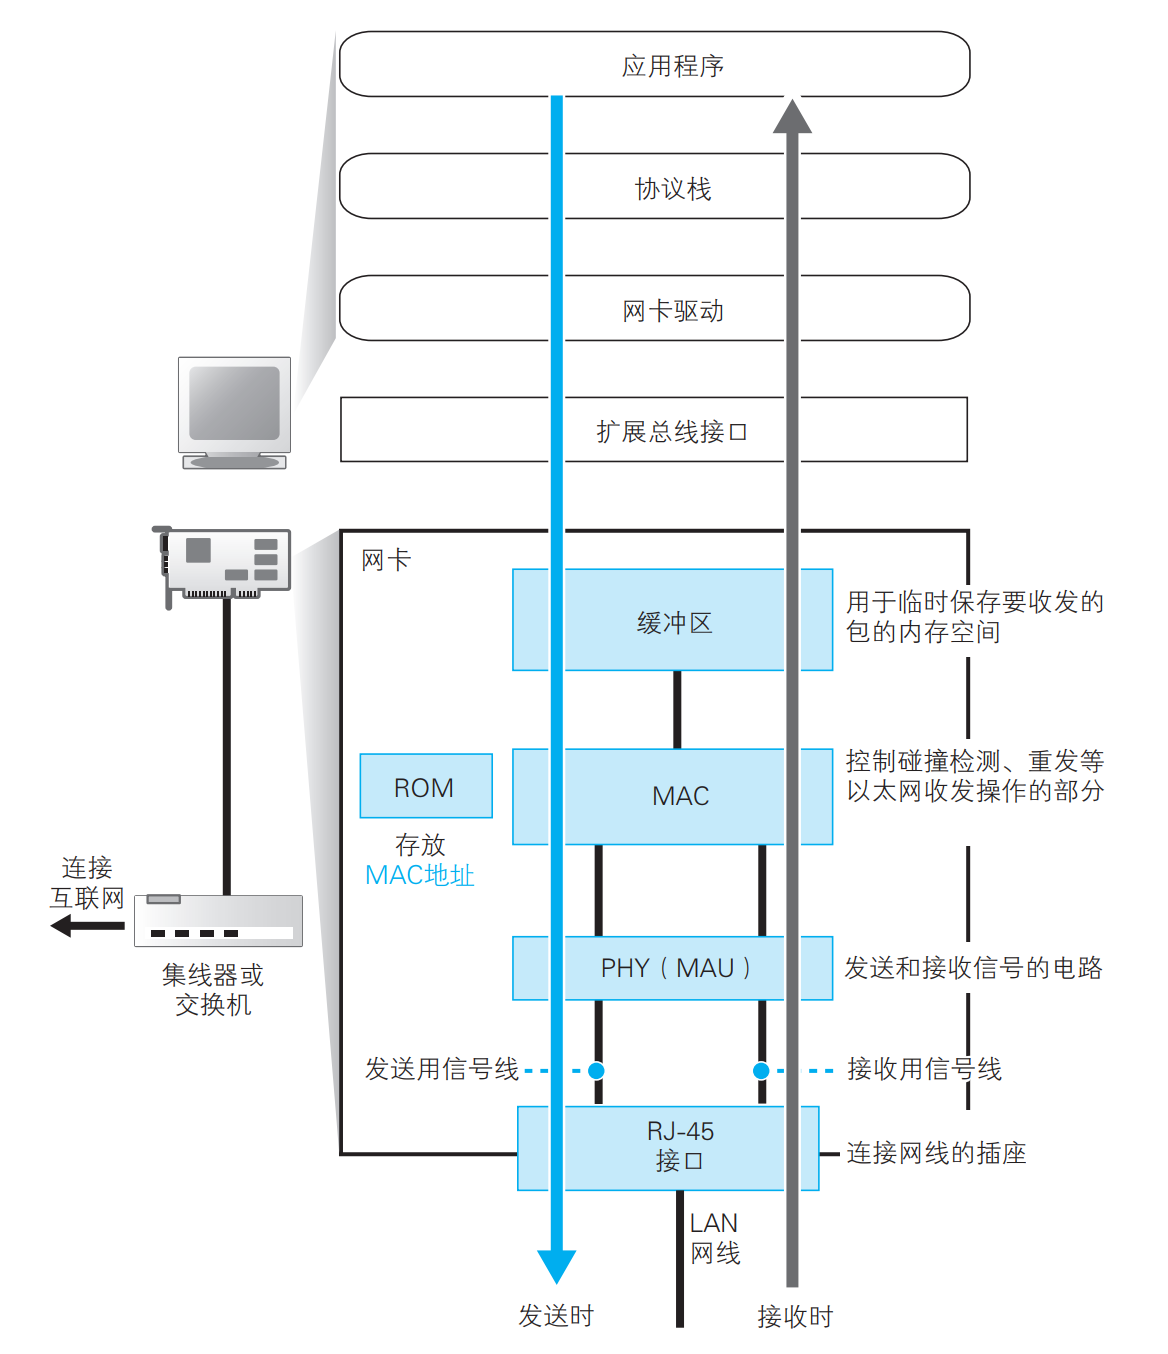 应用程序
协议栈
网卡驱动
扩展总线接口
网卡
缓冲区
用于临时保存要收发的
包的内存空间
ROM
存放
MAC地址
MAC
控制碰撞检测、重发等
以太网收发操作的部分
连接
互联网
集线器或
交换机
PHY（MAU）
发送和接收信号的电路
发送用信号线
接收用信号线
RJ-45
接口
连接网线的插座
LAN
网线
发送时
接收时